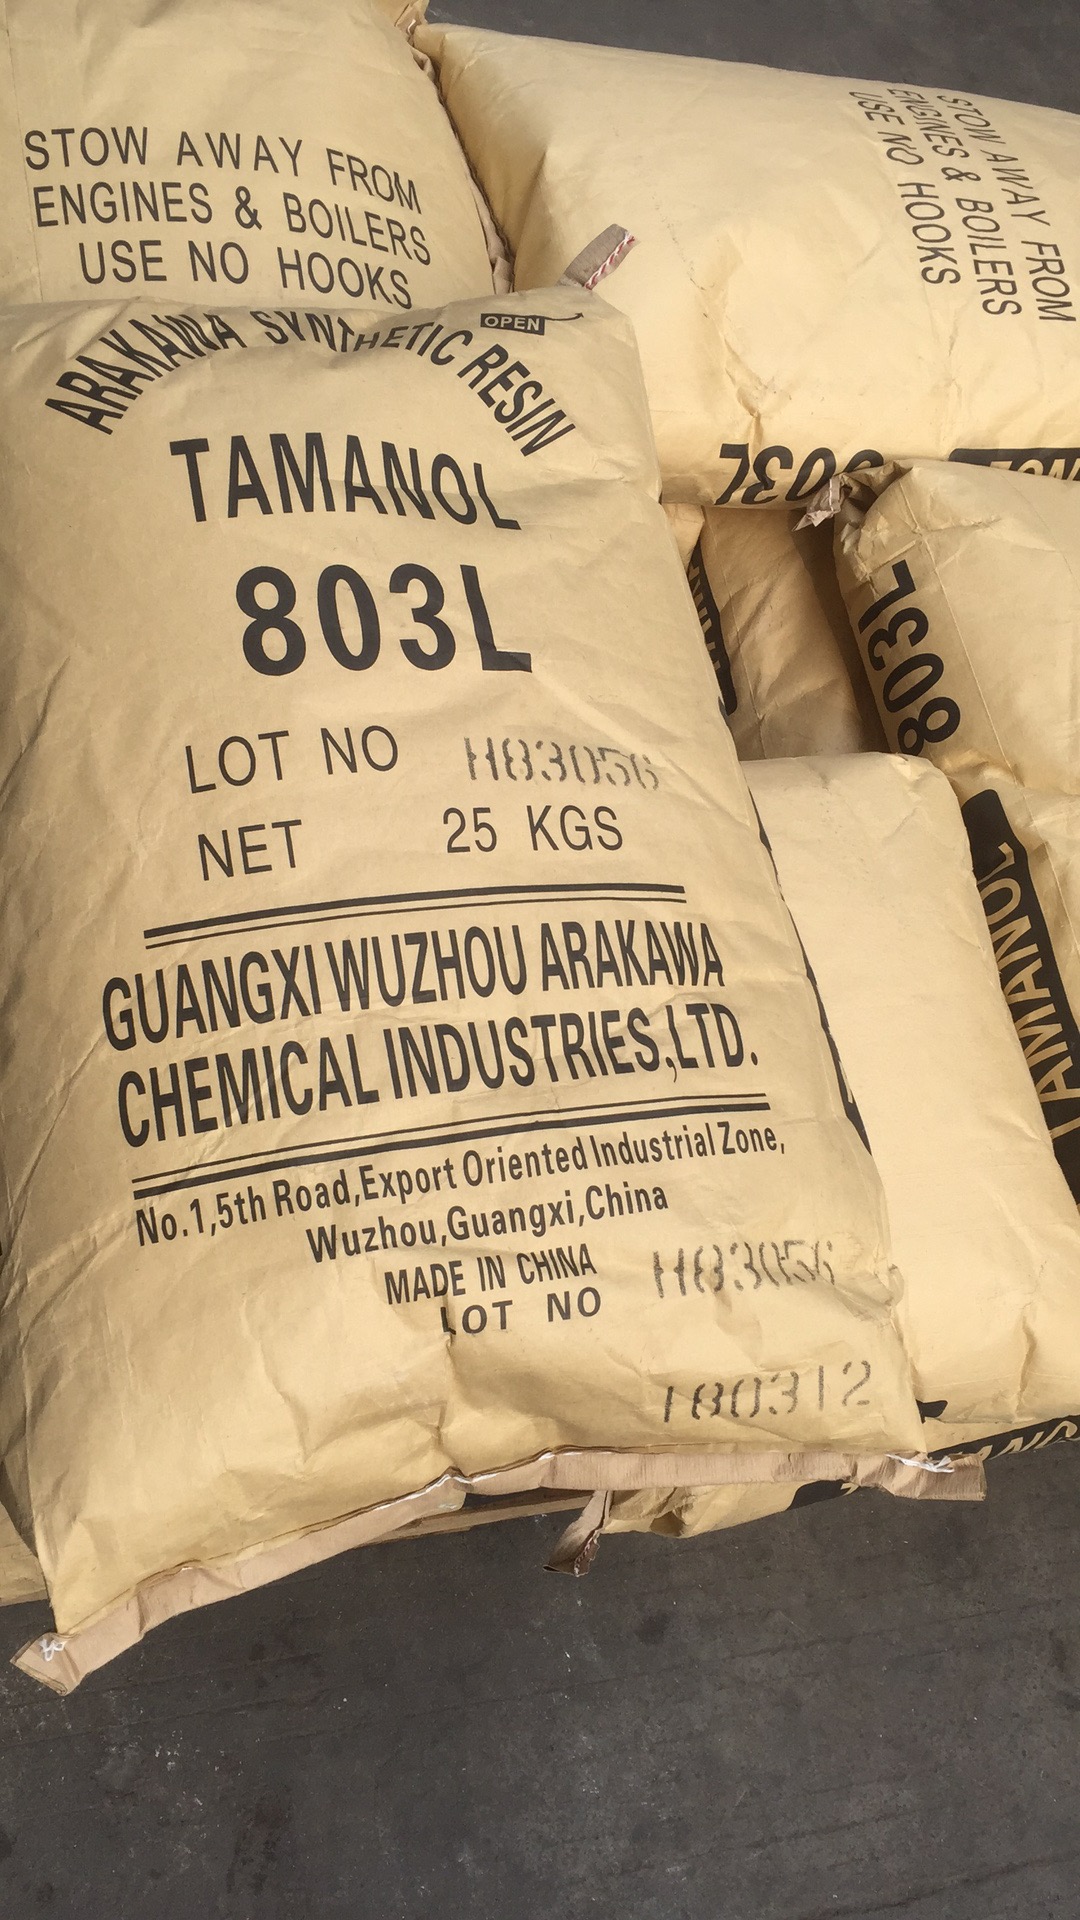 STOW AWAY FROM
ENGINES & BOILERS
USE NO HOOKS
STOW AWAY FROM
ENGINES & BOILERS
USE NO HOOKS
803L
OPEN
ARAKAWA SYNTHETIC RESIN
TAMANOL
803L
LOT NO H83056
NET 25 KGS
GUANGXI WUZHOU ARAKAWA
CHEMICAL INDUSTRIES,LTD.
No.1,5th Road,Export Oriented Industrial Zone,
Wuzhou,Guangxi,China
MADE IN CHINA
LOT NO H83056
180312
803L
TAMANOL